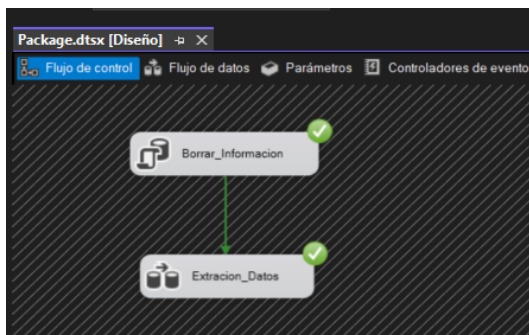 Package.dtsx [Diseño]
Flujo de control Flujo de datos Parámetros Controladores de evento
Borrar_Informacion
Extracion_Datos